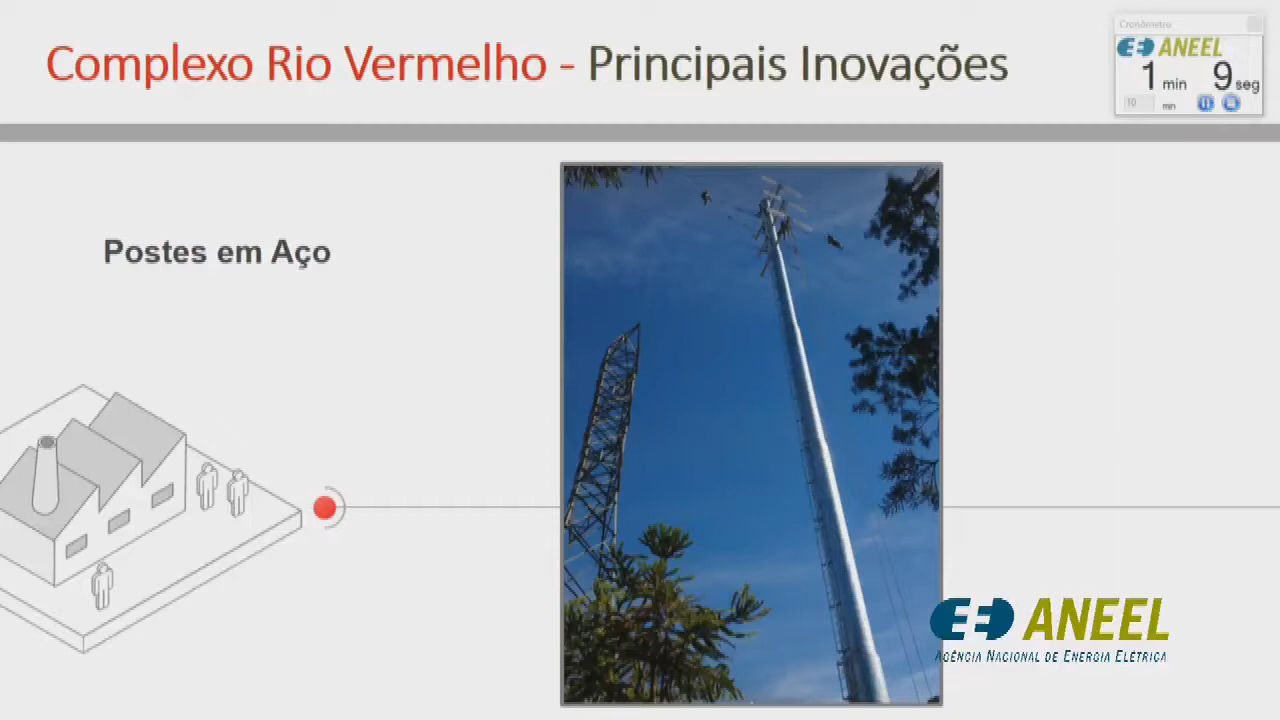 Complexo Rio Vermelho - Principais Inovações
Cronômetro
ANEEL
1 min 9 seg
10 mn
Postes em Aço
ANEEL
AGÊNCIA NACIONAL DE ENERGIA ELÉTRICA